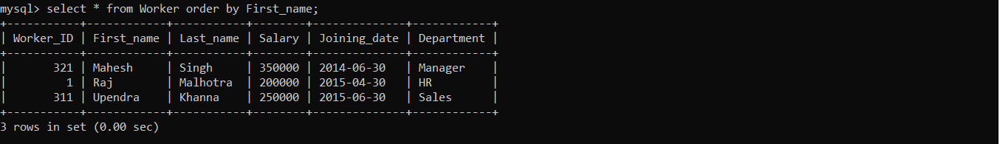 mysql> select * from Worker order by First_name;
+-----------+------------+-----------+--------+--------------+------------+
| Worker_ID | First_name | Last_name | Salary | Joining_date | Department |
+-----------+------------+-----------+--------+--------------+------------+
|       321 | Mahesh     | Singh     | 350000 | 2014-06-30   | Manager    |
|         1 | Raj        | Malhotra  | 200000 | 2015-04-30   | HR         |
|       311 | Upendra    | Khanna    | 250000 | 2015-06-30   | Sales      |
+-----------+------------+-----------+--------+--------------+------------+
3 rows in set (0.00 sec)